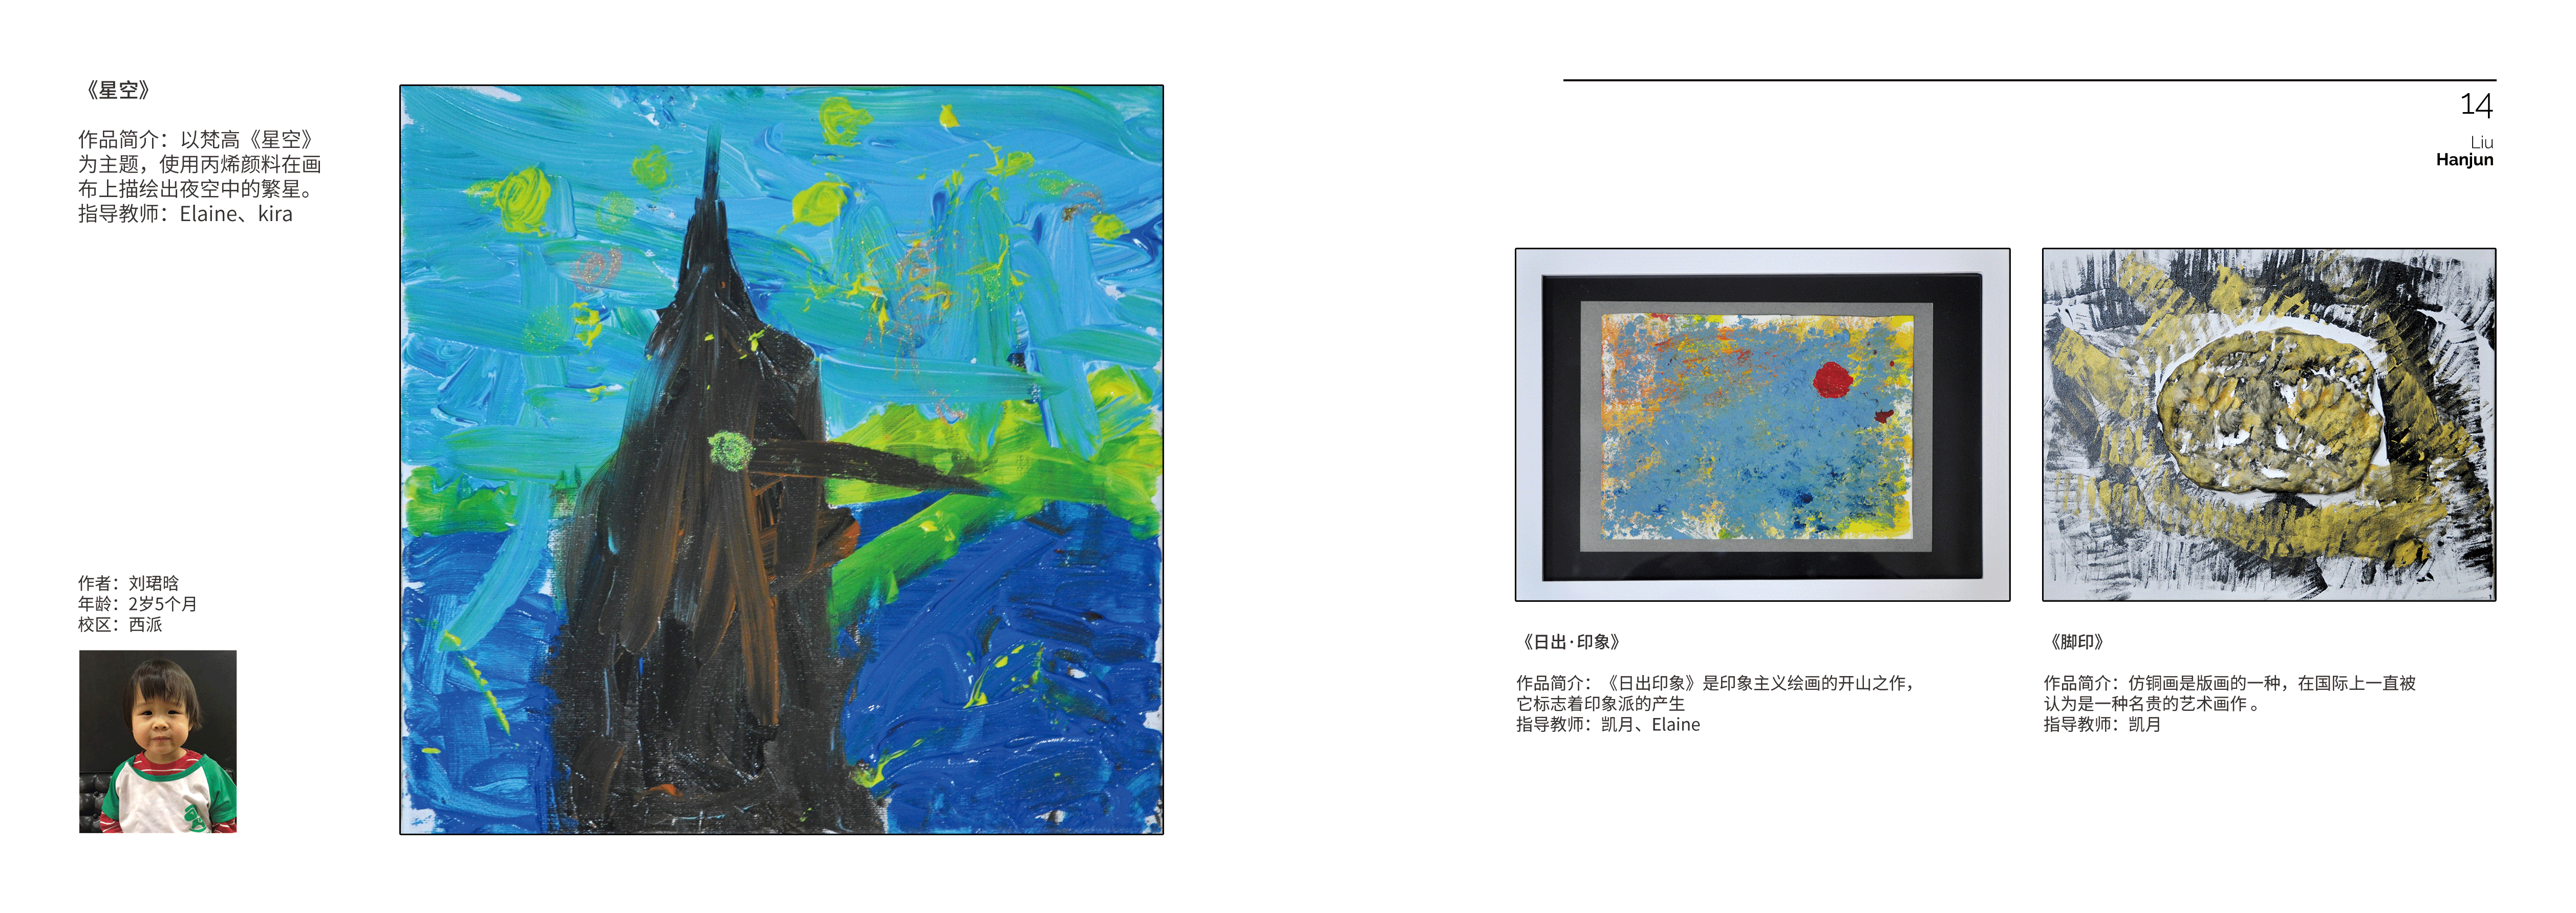 《星空》
作品简介：以梵高《星空》
为主题，使用丙烯颜料在画
布上描绘出夜空中的繁星。
指导教师：Elaine、kira
作者：刘珺晗
年龄：2岁5个月
校区：西派
14
Liu
Hanjun
《日出·印象》
作品简介：《日出印象》是印象主义绘画的开山之作，
它标志着印象派的产生
指导教师：凯月、Elaine
《脚印》
作品简介：仿铜画是版画的一种，在国际上一直被
认为是一种名贵的艺术画作。
指导教师：凯月